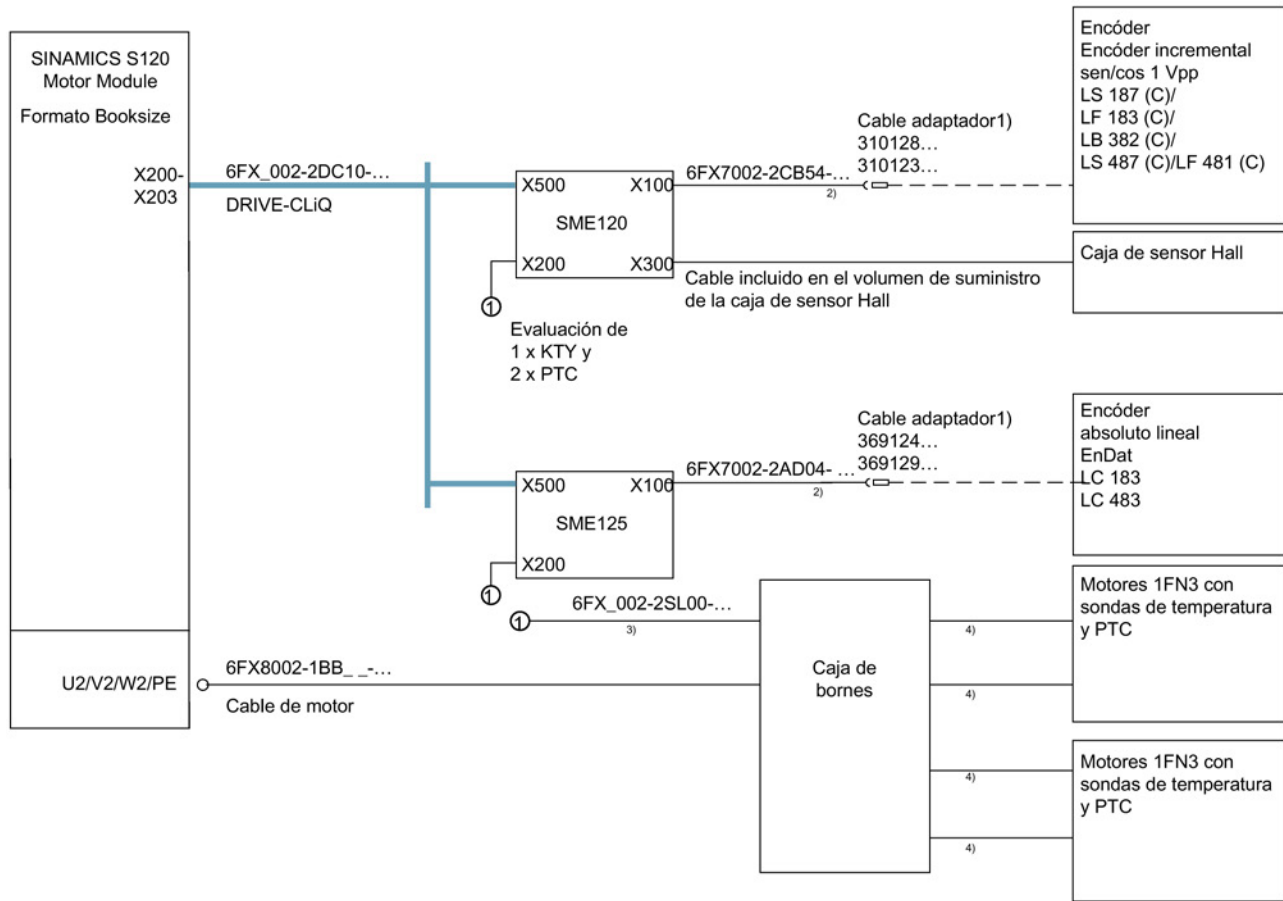 SINAMICS S120
Motor Module
Formato Booksize
X200-
X203
6FX_002-2DC10-...
DRIVE-CLiQ
X500
X100
SME120
X200
X300
1
Evaluación de
1 x KTY y
2 x PTC
6FX7002-2CB54-...
2)
Cable adaptador1)
310128...
310123...
Encóder
Encóder incremental
sen/cos 1 Vpp
LS 187 (C)/
LF 183 (C)/
LB 382 (C)/
LS 487 (C)/LF 481 (C)
Cable incluido en el volumen de suministro
de la caja de sensor Hall
Caja de sensor Hall
X500
X100
SME125
X200
1
6FX7002-2AD04- ...
2)
Cable adaptador1)
369124...
369129...
Encóder
absoluto lineal
EnDat
LC 183
LC 483
1
6FX_002-2SL00-...
3)
U2/V2/W2/PE
6FX8002-1BB_ _-...
Cable de motor
Caja de
bornes
4)
4)
4)
4)
Motores 1FN3 con
sondas de temperatura
y PTC
Motores 1FN3 con
sondas de temperatura
y PTC